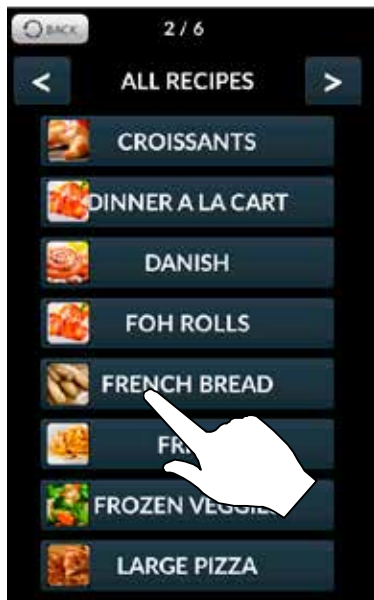 BACK
2 / 6
< ALL RECIPES >
CROISSANTS
DINNER A LA CART
DANISH
FOH ROLLS
FRENCH BREAD
FROZEN
LARGE PIZZA